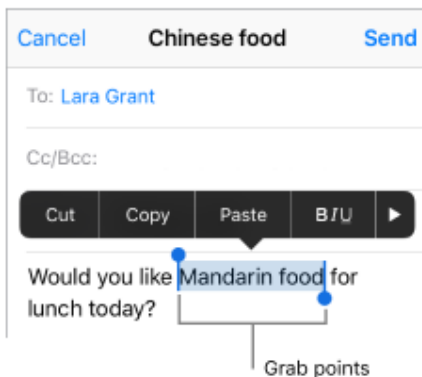 Cancel Chinese food Send
To: Lara Grant
Cc/Bcc:
Cut Copy Paste BIU
Would you like Mandarin food for
lunch today?
Grab points